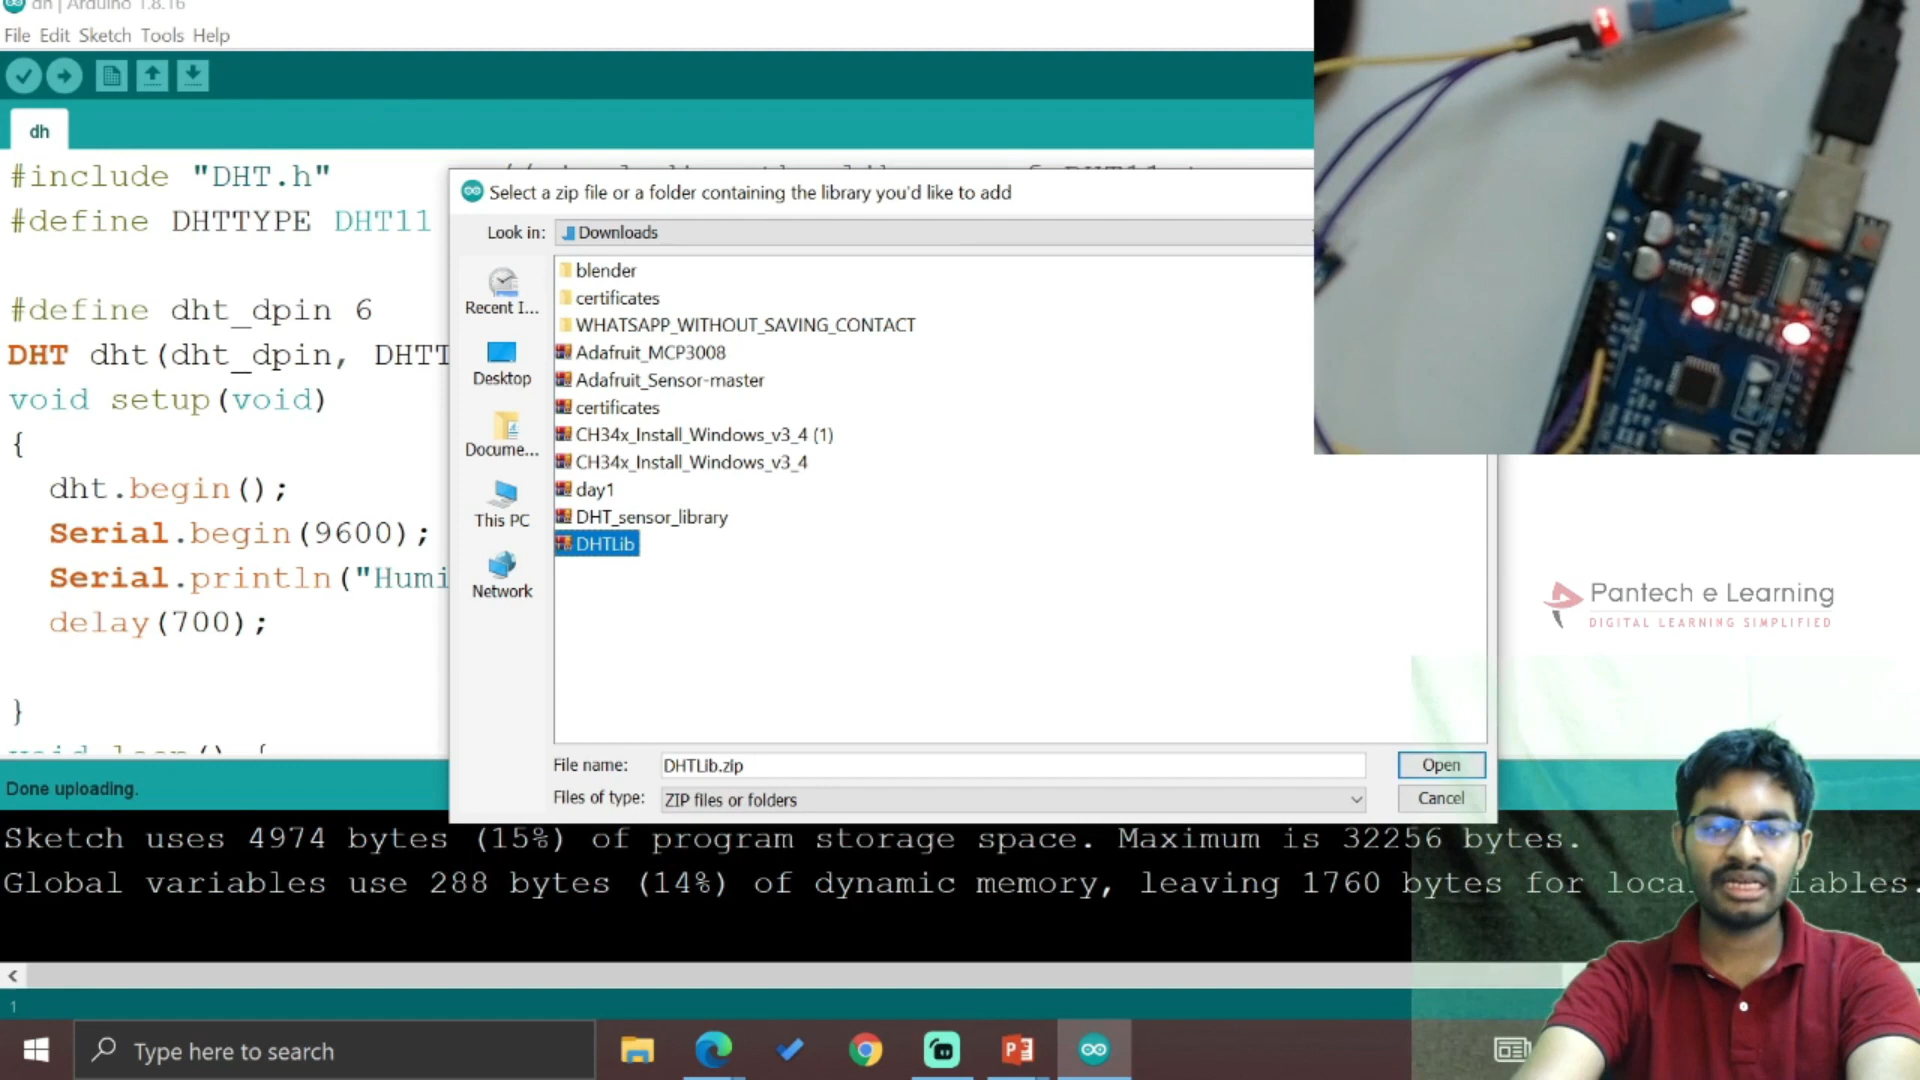 dh | Arduino 1.8.16
File Edit Sketch Tools Help
dh
#include "DHT.h"
#define DHTTYPE DHT11
#define dht_dpin 6
DHT dht(dht_dpin, DHTT
void setup(void)
{
dht.begin();
Serial.begin(9600);
Serial.println("Humi
delay(700);
}
void loop() {
Select a zip file or a folder containing the library you'd like to add
Look in: Downloads
Recent I...
Desktop
Docume...
This PC
Network
blender
certificates
WHATSAPP_WITHOUT_SAVING_CONTACT
Adafruit_MCP3008
Adafruit_Sensor-master
certificates
CH34x_Install_Windows_v3_4 (1)
CH34x_Install_Windows_v3_4
day1
DHT_sensor_library
DHTLib
File name: DHTLib.zip Open
Files of type: ZIP files or folders Cancel
Pantech e Learning
DIGITAL LEARNING SIMPLIFIED
Done uploading.
Sketch uses 4974 bytes (15%) of program storage space. Maximum is 32256 bytes.
Global variables use 288 bytes (14%) of dynamic memory, leaving 1760 bytes for loca iables.
1
Type here to search